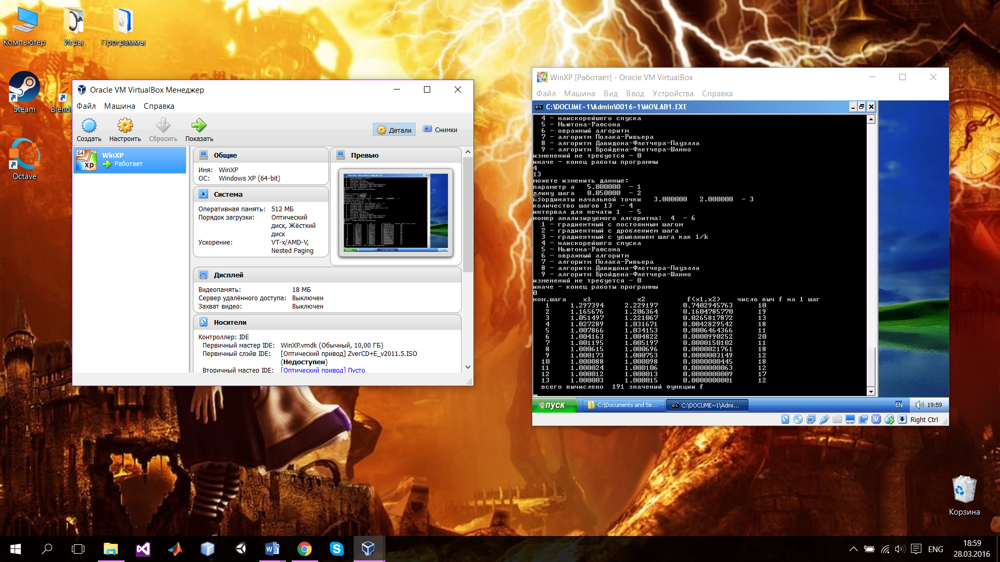 Компьютер
Игры
Программы
Steam
Blende
Octave
Oracle VM VirtualBox Менеджер
Файл Машина Справка
Создать Настроить Сбросить Показать
Детали Снимки
64 xp WinXP
Работает
Общие
Имя: WinXP
ОС: Windows XP (64-bit)
Система
Оперативная память: 512 МБ
Порядок загрузки: Оптический
диск, Жёсткий
диск
Ускорение: VT-x/AMD-V,
Nested Paging
Превью
Дисплей
Видеопамять: 18 МБ
Сервер удалённого доступа: Выключен
Захват видео: Выключен
Носители
Контроллер: IDE
Первичный мастер IDE: WinXP.vmdk (Обычный, 10,00 ГБ)
Первичный слэйв IDE: [Оптический привод] ZverCD+E_v2011.5.ISO
(Недоступен)
Вторичный мастер IDE: [Оптический привод] Пусто
WinXP [Работает] - Oracle VM VirtualBox
Файл Машина Вид Ввод Устройства Справка
C:\DOCUME~1\Admin\0016~1\MO\LAB1.EXE
4 - наискорейшего спуска
5 - Ньютона-Рафсона
6 - овражный алгоритм
7 - алгоритм Полака-Ривьера
8 - алгоритм Давидона-Флетчера-Пауэлла
9 - алгоритм Бройдена-Флетчера-Шанно
изменений не требуется - 0
иначе - конец работы программы
4
13
можете изменить данные:
параметр a 5.000000 - 1
длину шага 0.050000 - 2
координаты начальной точки 3.000000 2.000000 - 3
количество шагов 13 - 4
интервал для печати 1 - 5
номер анализируемого алгоритма: 4 - 6
1 - градиентный с постоянным шагом
2 - градиентный с дроблением шага
3 - градиентный с убыванием шага как 1/k
4 - наискорейшего спуска
5 - Ньютона-Рафсона
6 - овражный алгоритм
7 - алгоритм Полака-Ривьера
8 - алгоритм Давидона-Флетчера-Пауэлла
9 - алгоритм Бройдена-Флетчера-Шанно
изменений не требуется - 0
иначе - конец работы программы
0
ном.шага x1 x2 f(x1,x2) число выч f на 1 шаг
1 1.297394 2.229197 0.7402945763 10
2 1.165676 1.206364 0.1604785770 19
3 1.051497 1.221067 0.0265817872 13
4 1.027289 1.031671 0.0042829542 18
5 1.007866 1.034153 0.0006464366 11
6 1.004163 1.004822 0.0000990252 20
7 1.001195 1.005197 0.0000150102 11
8 1.000615 1.000696 0.0000021761 18
9 1.000173 1.000753 0.0000003149 12
10 1.000088 1.000098 0.0000000445 18
11 1.000024 1.000106 0.0000000063 12
12 1.000012 1.000013 0.0000000009 17
13 1.000003 1.000015 0.0000000001 12
всего вычислено 191 значений функции f
пуск C:\Documents and Se... C:\DOCUME~1\Admi... EN 19:59
Right Ctrl
Корзина
ENG 18:59
28.03.2016